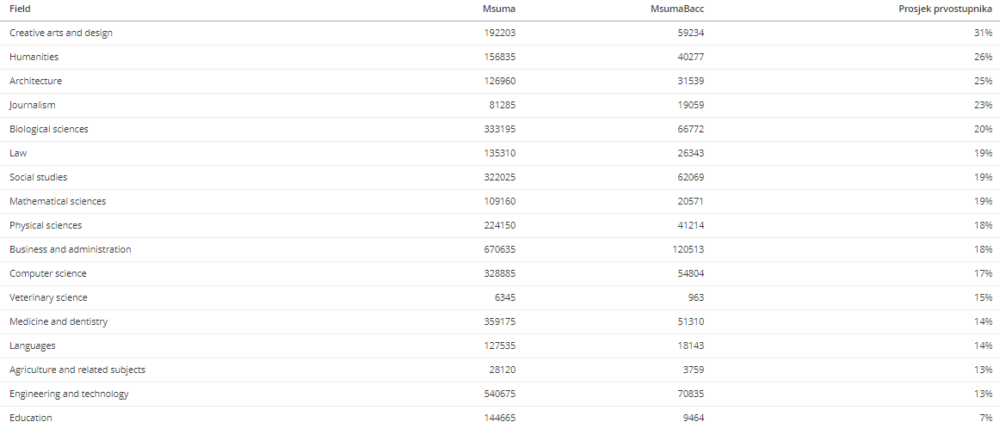 Field Msuma MsumaBacc Prosjek prvostupnika
Creative arts and design 192203 59234 31%
Humanities 156835 40277 26%
Architecture 126960 31539 25%
Journalism 81285 19059 23%
Biological sciences 333195 66772 20%
Law 135310 26343 19%
Social studies 322025 62069 19%
Mathematical sciences 109160 20571 19%
Physical sciences 224150 41214 18%
Business and administration 670635 120513 18%
Computer science 328885 54804 17%
Veterinary science 6345 963 15%
Medicine and dentistry 359175 51310 14%
Languages 127535 18143 14%
Agriculture and related subjects 28120 3759 13%
Engineering and technology 540675 70835 13%
Education 144665 9464 7%